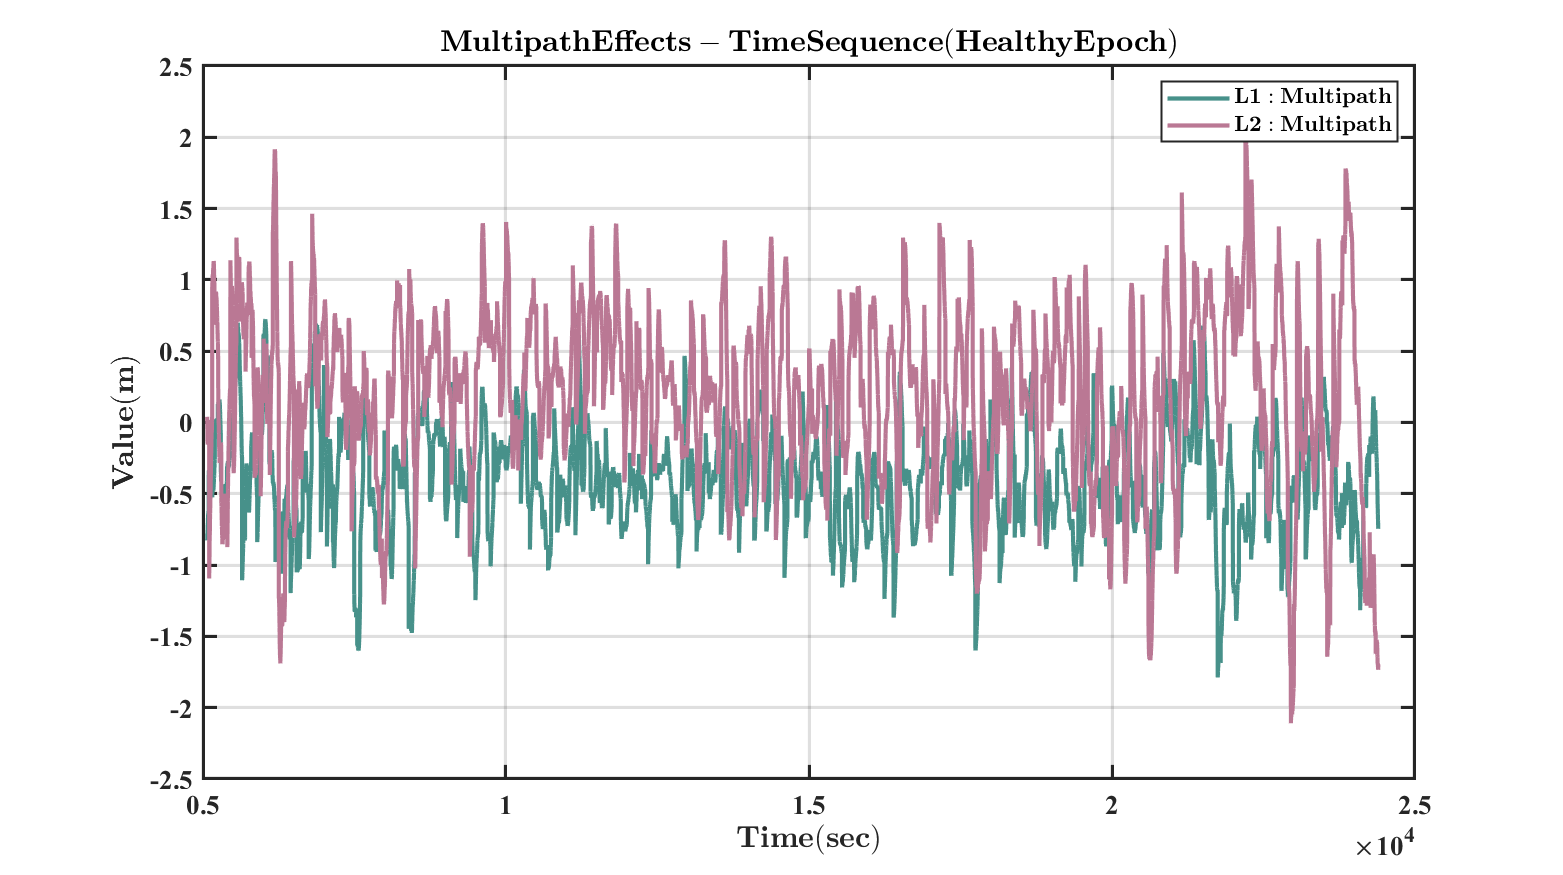 MultipathEffects – TimeSequence(HealthyEpoch)
L1 : Multipath
L2 : Multipath
2.5
2
1.5
1
0.5
0
-0.5
-1
-1.5
-2
-2.5
Value(m)
0.5 1 1.5 2 2.5
Time(sec)
×10^4